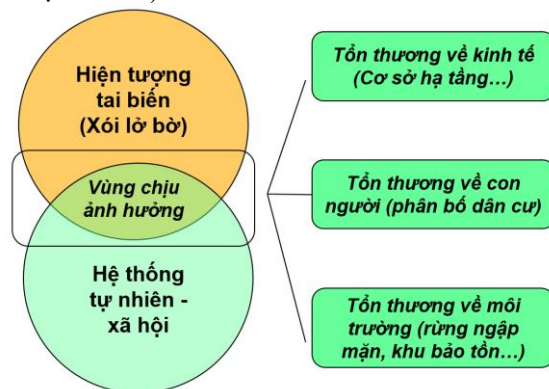 Hiện tượng
tai biến
(Xói lở bờ)
Vùng chịu
ảnh hưởng
Hệ thống
tự nhiên -
xã hội
Tổn thương về kinh tế
(Cơ sở hạ tầng…)
Tổn thương về con
người (phân bố dân cư)
Tổn thương về môi
trường (rừng ngập
mặn, khu bảo tồn…)